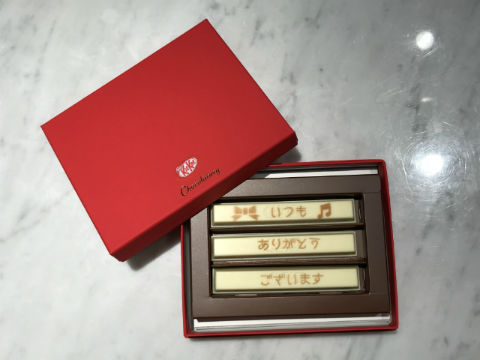 KitKat
Chocolatory
いつも
ありがとう
ございます